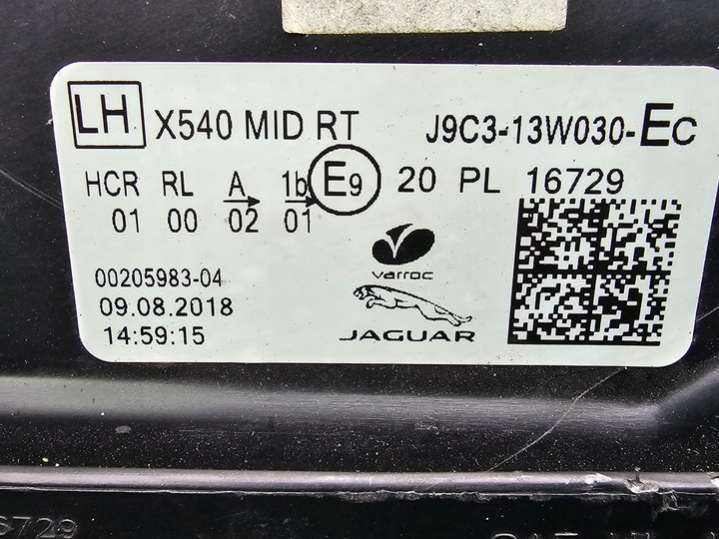 LH X540 MID RT J9C3-13W030-EC
HCR RL A 1b E9 20 PL 16729
01 00 02 01
varroc
00205983-04
09.08.2018
JAGUAR
14:59:15
6729